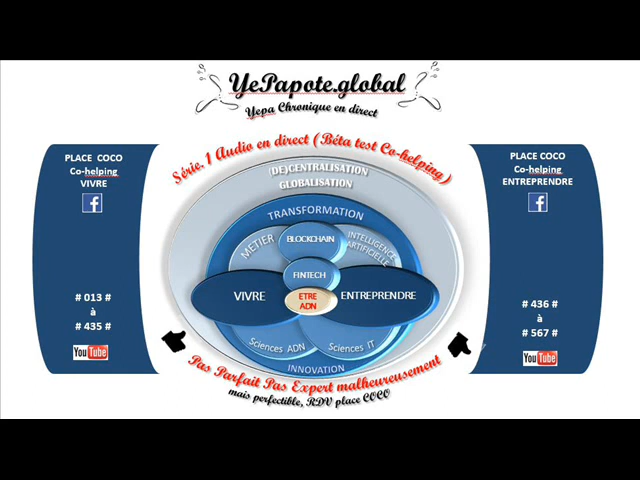 YePapote.global
Yepa Chronique en direct
Série, 1 Audio en direct (Béta test Co-helping)
PLACE COCO
Co-helping
VIVRE
# 013 #
à
# 435 #
YouTube
(DE)CENTRALISATION
GLOBALISATION
TRANSFORMATION
METIER
BLOCKCHAIN
INTELLIGENCE
ARTIFICIELLE
FINTECH
VIVRE
ETRE
ADN
ENTREPRENDRE
Sciences ADN
Sciences IT
INNOVATION
PLACE COCO
Co-helping
ENTREPRENDRE
# 436 #
à
# 567 #
YouTube
Pas Parfait Pas Expert malheureusement
mais perfectible, RDV place COCO